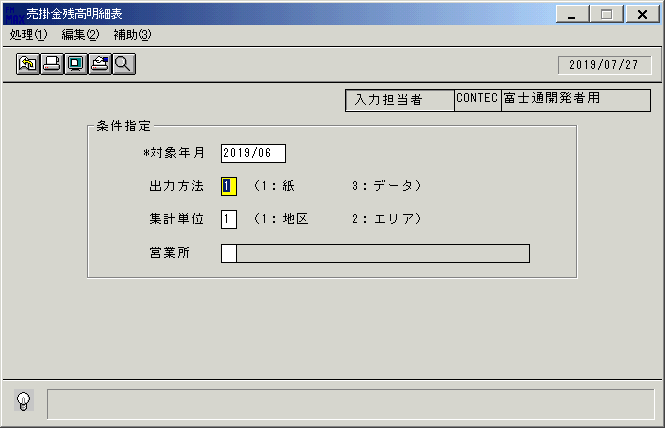 売掛金残高明細表
処理(1) 編集(2) 補助(3)
2019/07/27
入力担当者 CONTEC 富士通開発者用
条件指定
*対象年月 2019/06
出力方法 1 (1:紙 3:データ)
集計単位 1 (1:地区 2:エリア)
営業所